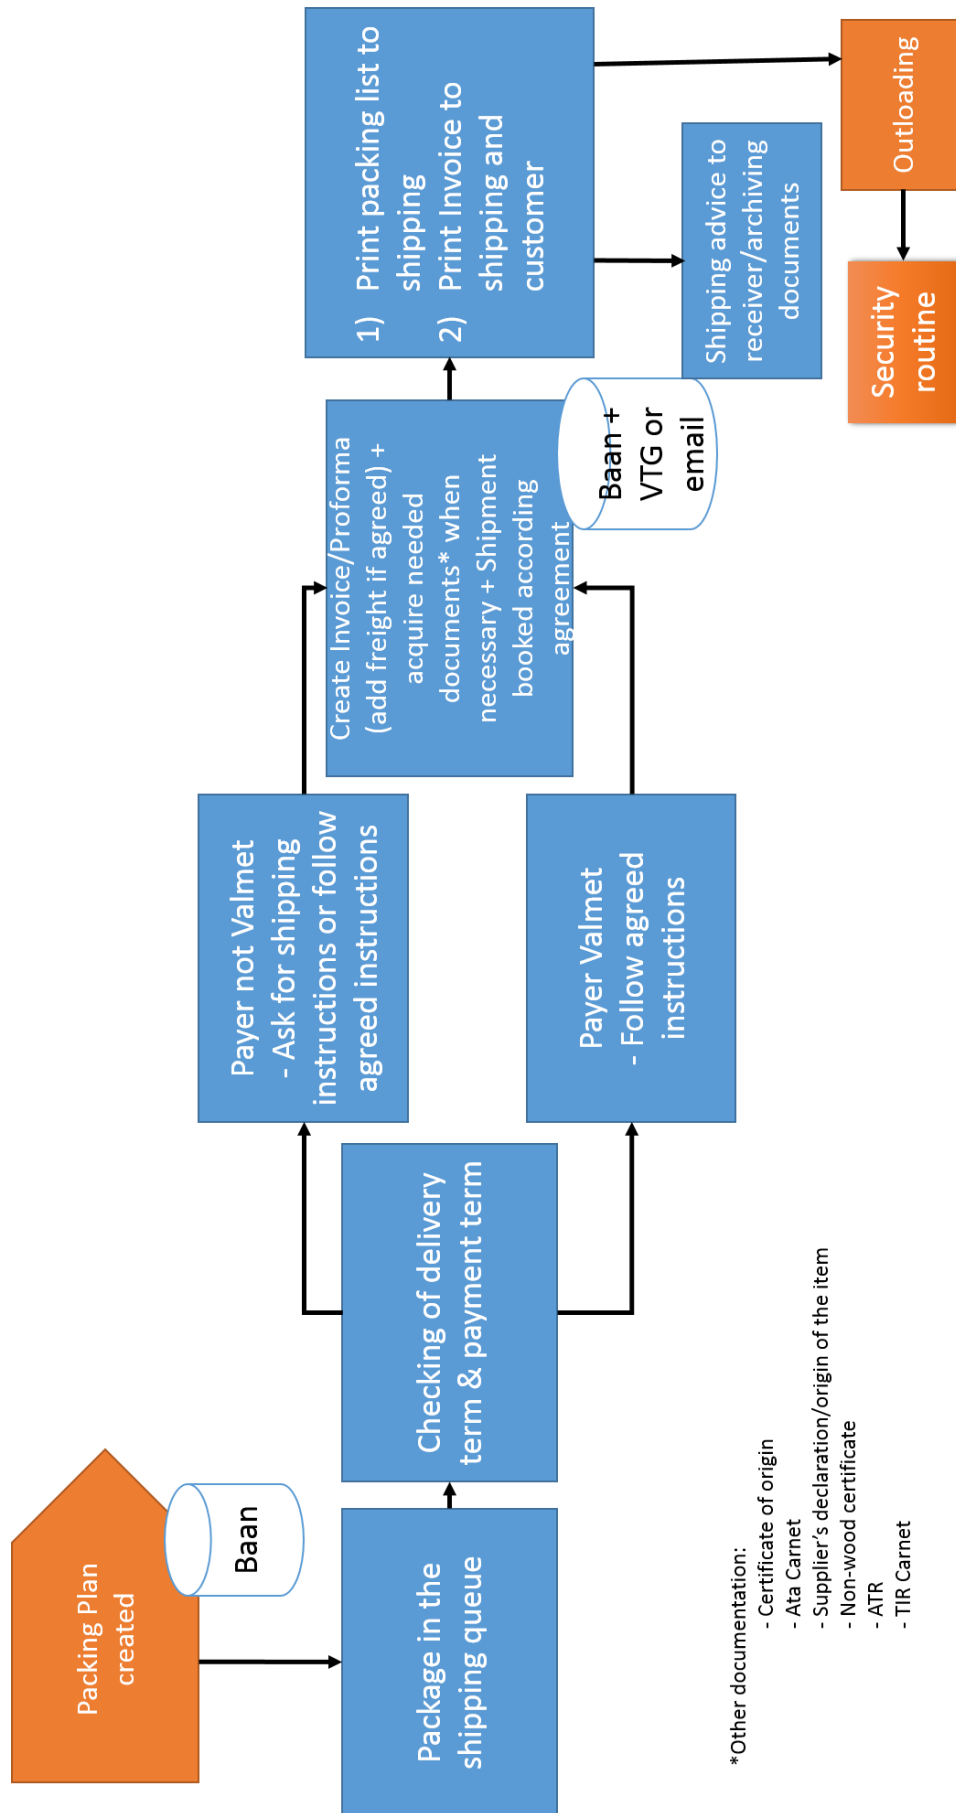 Packing Plan
created
Baan
Package in the
shipping queue
Checking of delivery
term & payment term
Payer not Valmet
- Ask for shipping
instructions or follow
agreed instructions
Payer Valmet
- Follow agreed
instructions
Create Invoice/Proforma
(add freight if agreed) +
acquire needed
documents* when
necessary + Shipment
booked according
agreement
Baan +
VTG or
email
1) Print packing list to
shipping
2) Print Invoice to
shipping and
customer
Shipping advice to
receiver/archiving
documents
Outloading
Security
routine
*Other documentation:
- Certificate of origin
- Ata Carnet
- Supplier's declaration/origin of the item
- Non-wood certificate
- ATR
- TIR Carnet